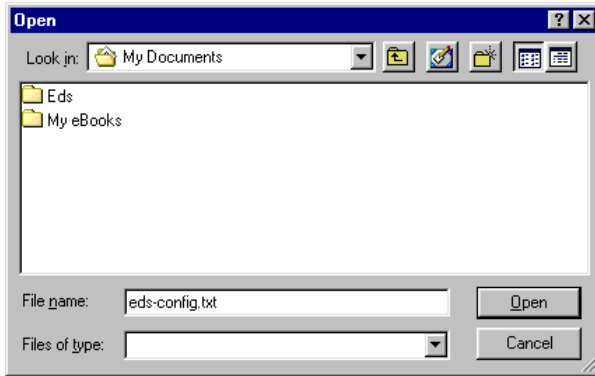 Open
Look in: My Documents
Eds
My eBooks
File name: eds-config.txt Open
Files of type: Cancel